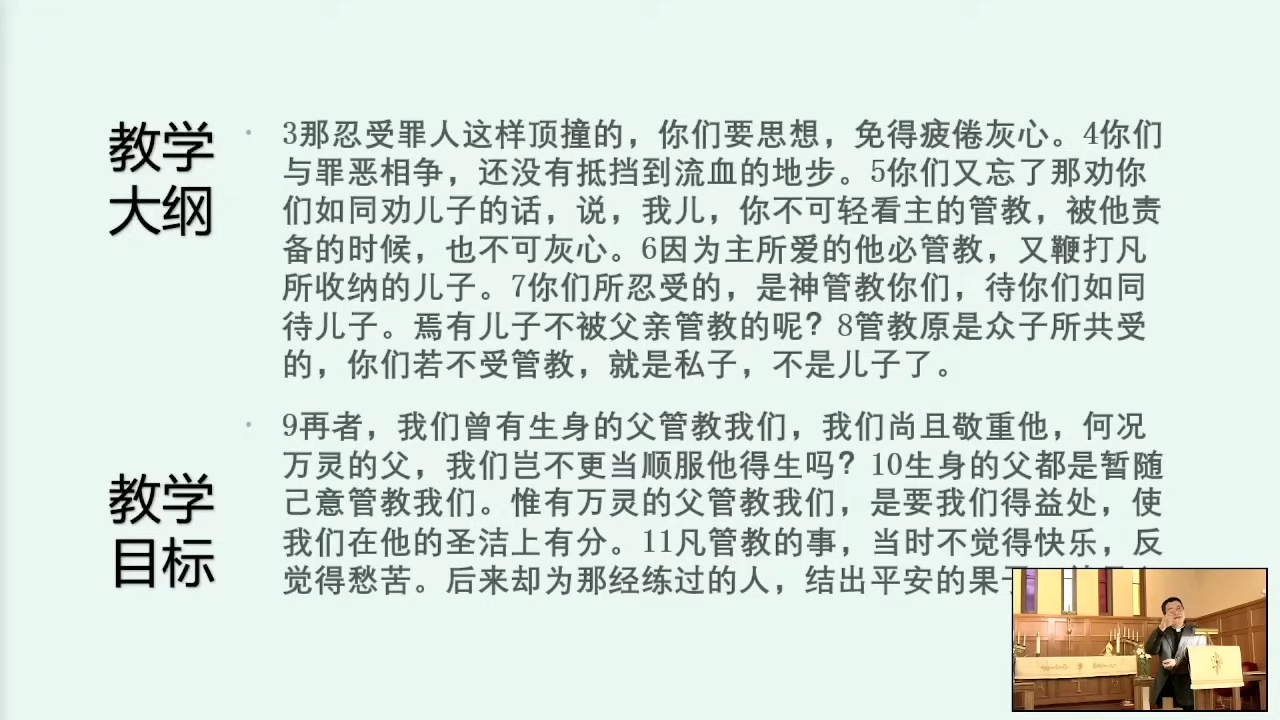 教学
大纲
3那忍受罪人这样顶撞的，你们要思想，免得疲倦灰心。4你们
与罪恶相争，还没有抵挡到流血的地步。5你们又忘了那劝你
们如同劝儿子的话，说，我儿，你不可轻看主的管教，被他责
备的时候，也不可灰心。6因为主所爱的他必管教，又鞭打凡
所收纳的儿子。7你们所忍受的，是神管教你们，待你们如同
待儿子。焉有儿子不被父亲管教的呢？8管教原是众子所共受
的，你们若不受管教，就是私子，不是儿子了。
教学
目标
9再者，我们曾有生身的父管教我们，我们尚且敬重他，何况
万灵的父，我们岂不更当顺服他得生吗？10生身的父都是暂随
己意管教我们。惟有万灵的父管教我们，是要我们得益处，使
我们在他的圣洁上有分。11凡管教的事，当时不觉得快乐，反
觉得愁苦。后来却为那经练过的人，结出平安的果